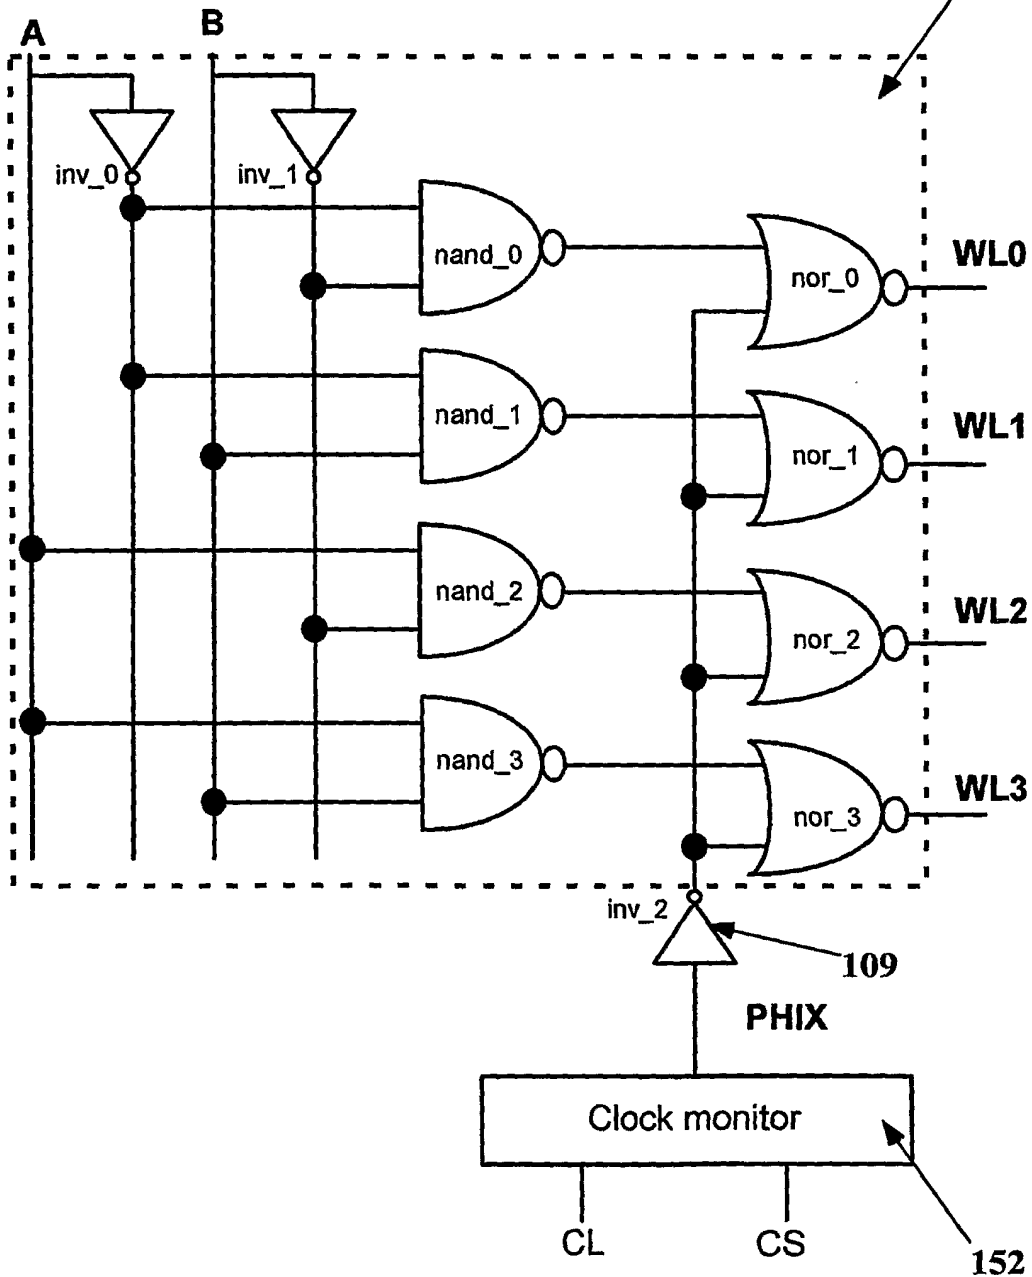 A
B
inv_0
inv_1
nand_0
nor_0
WL0
nand_1
nor_1
WL1
nand_2
nor_2
WL2
nand_3
nor_3
WL3
inv_2
109
PHIX
Clock monitor
CL
CS
152